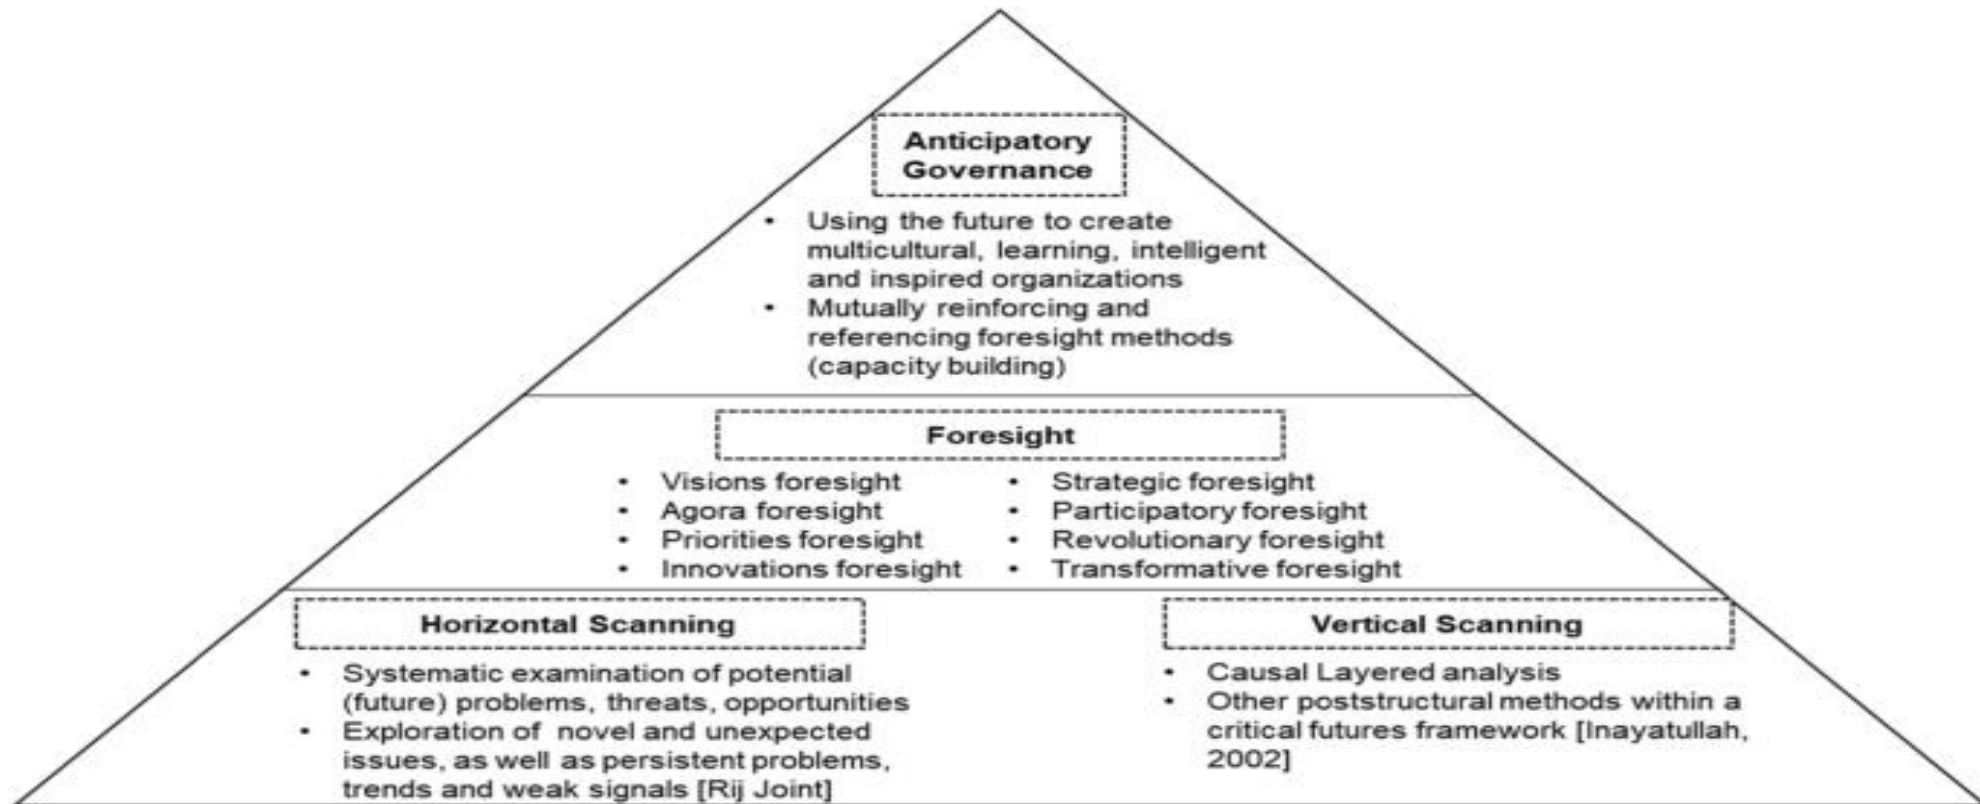 Anticipatory
Governance
• Using the future to create
multicultural, learning, intelligent
and inspired organizations
• Mutually reinforcing and
referencing foresight methods
(capacity building)
Foresight
• Visions foresight
• Agora foresight
• Priorities foresight
• Innovations foresight
• Strategic foresight
• Participatory foresight
• Revolutionary foresight
• Transformative foresight
Horizontal Scanning
• Systematic examination of potential
(future) problems, threats, opportunities
• Exploration of novel and unexpected
issues, as well as persistent problems,
trends and weak signals [Rij Joint]
Vertical Scanning
• Causal Layered analysis
• Other poststructural methods within a
critical futures framework [Inayatullah,
2002]